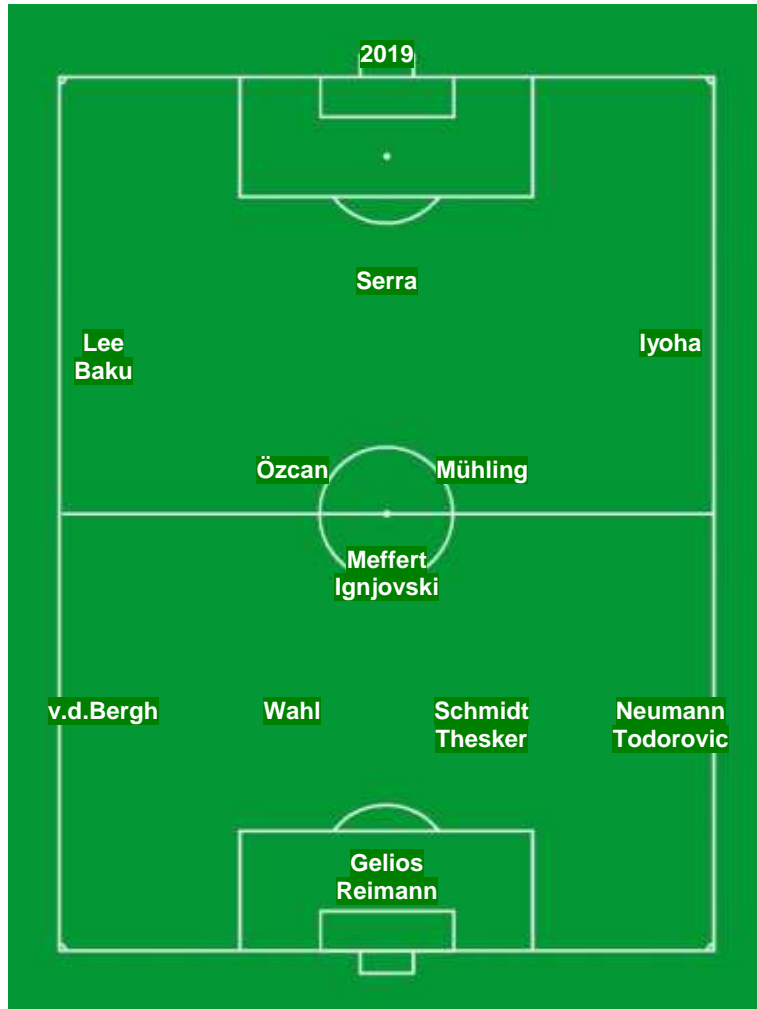 2019
Serra
Lee
Baku
Iyoha
Özcan
Mühling
Meffert
Ignjovski
v.d.Bergh
Wahl
Schmidt
Thesker
Neumann
Todorovic
Gelios
Reimann